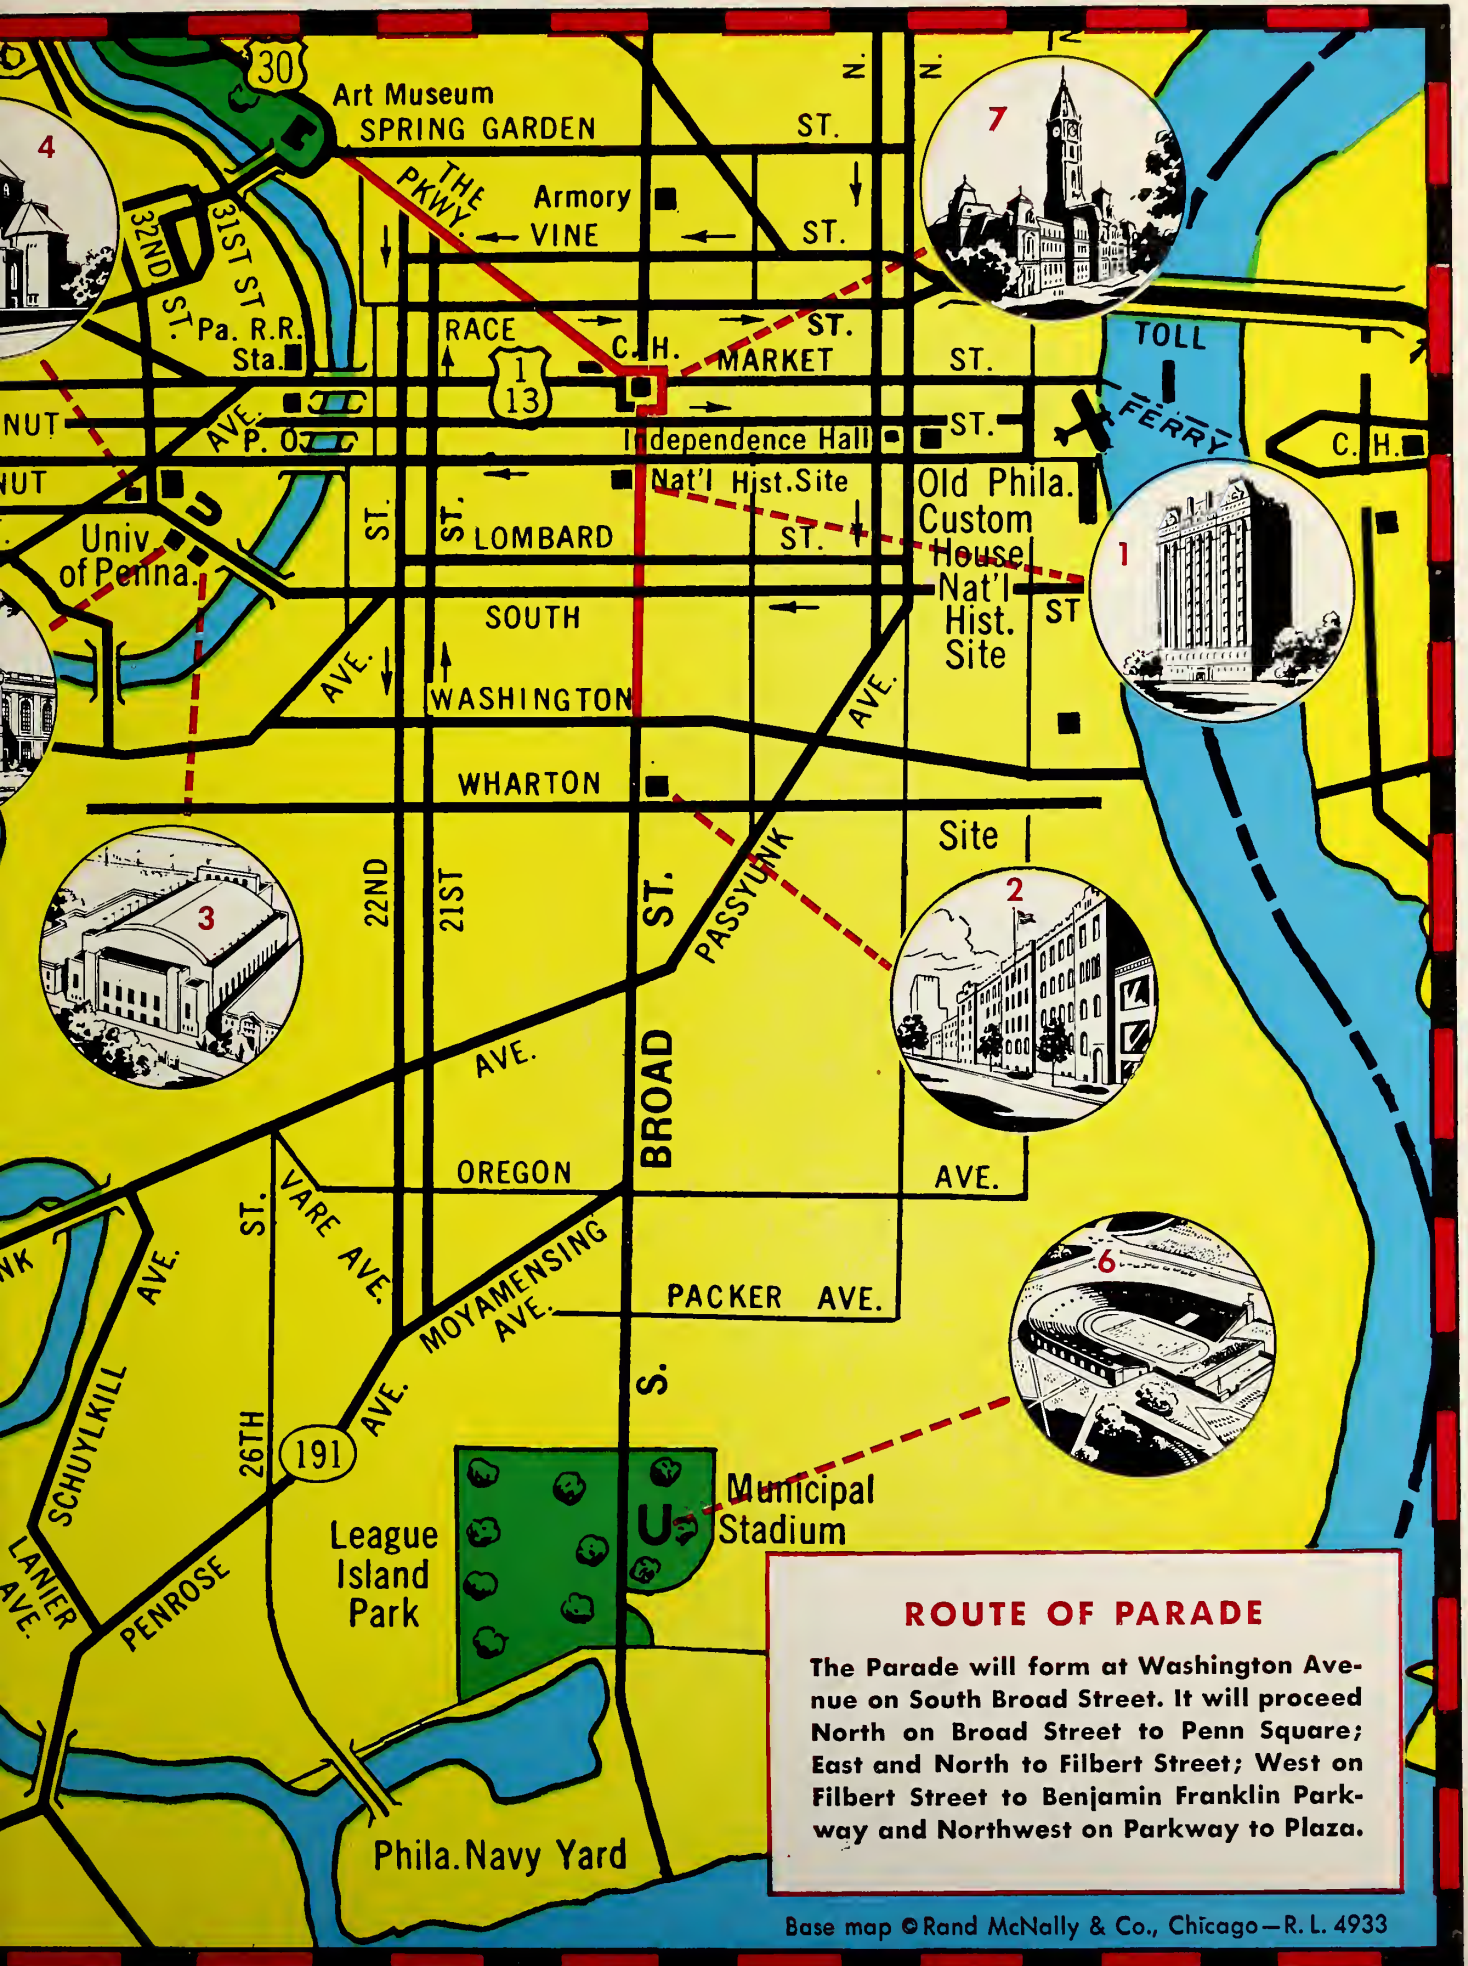 30
N.
N.
Art Museum
SPRING GARDEN ST.
7
4
THE
PKWY.
Armory
VINE ST.
32ND ST.
31ST ST
Pa. R.R.
Sta.
RACE ST.
C. H.
MARKET ST.
TOLL
1
13
FERRY
NUT
AVE.
P. O.
ST.
Independence Hall
C. H.
NUT
Nat'l Hist. Site
Old Phila.
Custom
House
Nat'l
Hist.
Site
U
Univ.
of Penna.
ST.
ST.
LOMBARD ST.
1
SOUTH ST
AVE.
WASHINGTON
AVE.
WHARTON
Site
PASSYUNK
22ND
21ST
ST.
2
3
BROAD
AVE.
OREGON AVE.
ST.
VARE AVE.
6
NK
AVE.
MOYAMENSING
AVE.
PACKER AVE.
S.
SCHUYLKILL
26TH
191
AVE.
Municipal
Stadium
U
League
Island
Park
LANIER
AVE.
PENROSE
ROUTE OF PARADE
The Parade will form at Washington Ave-
nue on South Broad Street. It will proceed
North on Broad Street to Penn Square;
East and North to Filbert Street; West on
Filbert Street to Benjamin Franklin Park-
way and Northwest on Parkway to Plaza.
Phila. Navy Yard
Base map © Rand McNally & Co., Chicago—R. L. 4933